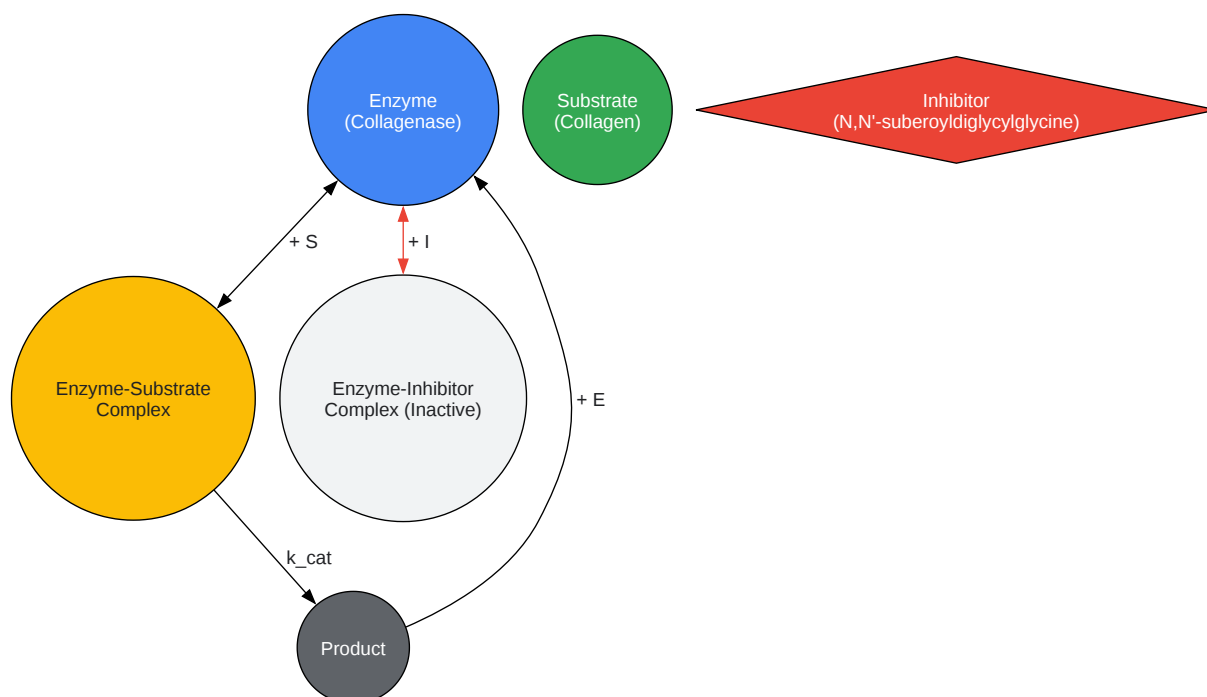 Enzyme
(Collagenase)
Substrate
(Collagen)
Inhibitor
(N,N'-suberoyldiglycylglycine)
+ S
+ I
Enzyme-Substrate
Complex
Enzyme-Inhibitor
Complex (Inactive)
+ E
k_cat
Product